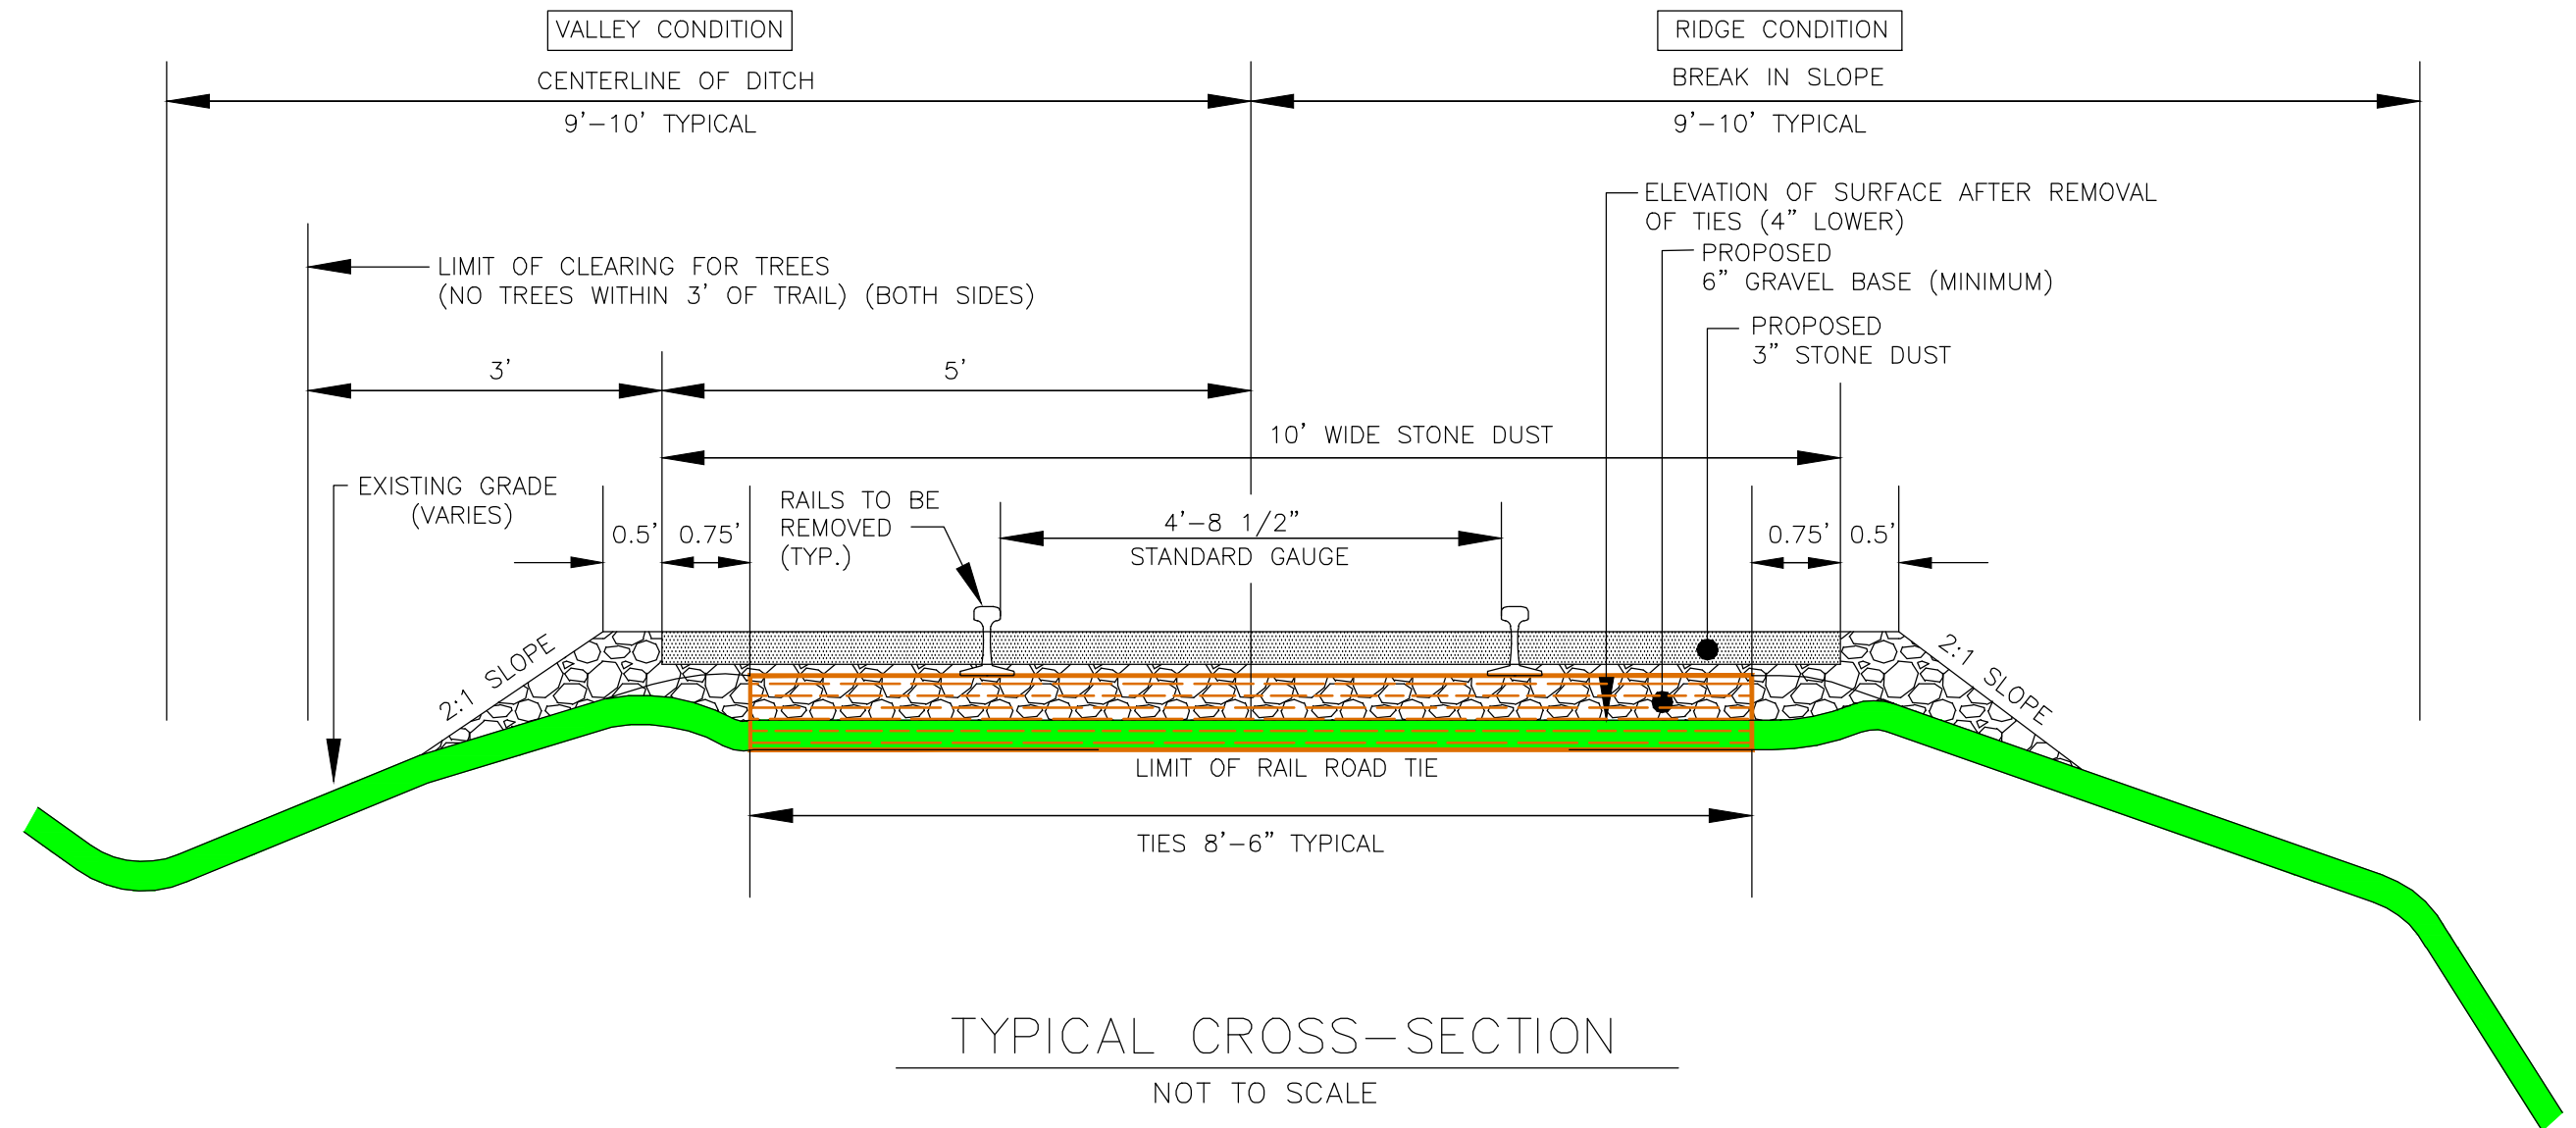 VALLEY CONDITION
RIDGE CONDITION
CENTERLINE OF DITCH
9'-10' TYPICAL
BREAK IN SLOPE
9'-10' TYPICAL
ELEVATION OF SURFACE AFTER REMOVAL
OF TIES (4" LOWER)
PROPOSED
6" GRAVEL BASE (MINIMUM)
PROPOSED
3" STONE DUST
LIMIT OF CLEARING FOR TREES
(NO TREES WITHIN 3' OF TRAIL) (BOTH SIDES)
3'
5'
10' WIDE STONE DUST
EXISTING GRADE
(VARIES)
0.5'
0.75'
RAILS TO BE
REMOVED
(TYP.)
4'-8 1/2"
STANDARD GAUGE
0.75'
0.5'
2:1 SLOPE
2:1 SLOPE
LIMIT OF RAIL ROAD TIE
TIES 8'-6" TYPICAL
TYPICAL CROSS-SECTION
NOT TO SCALE